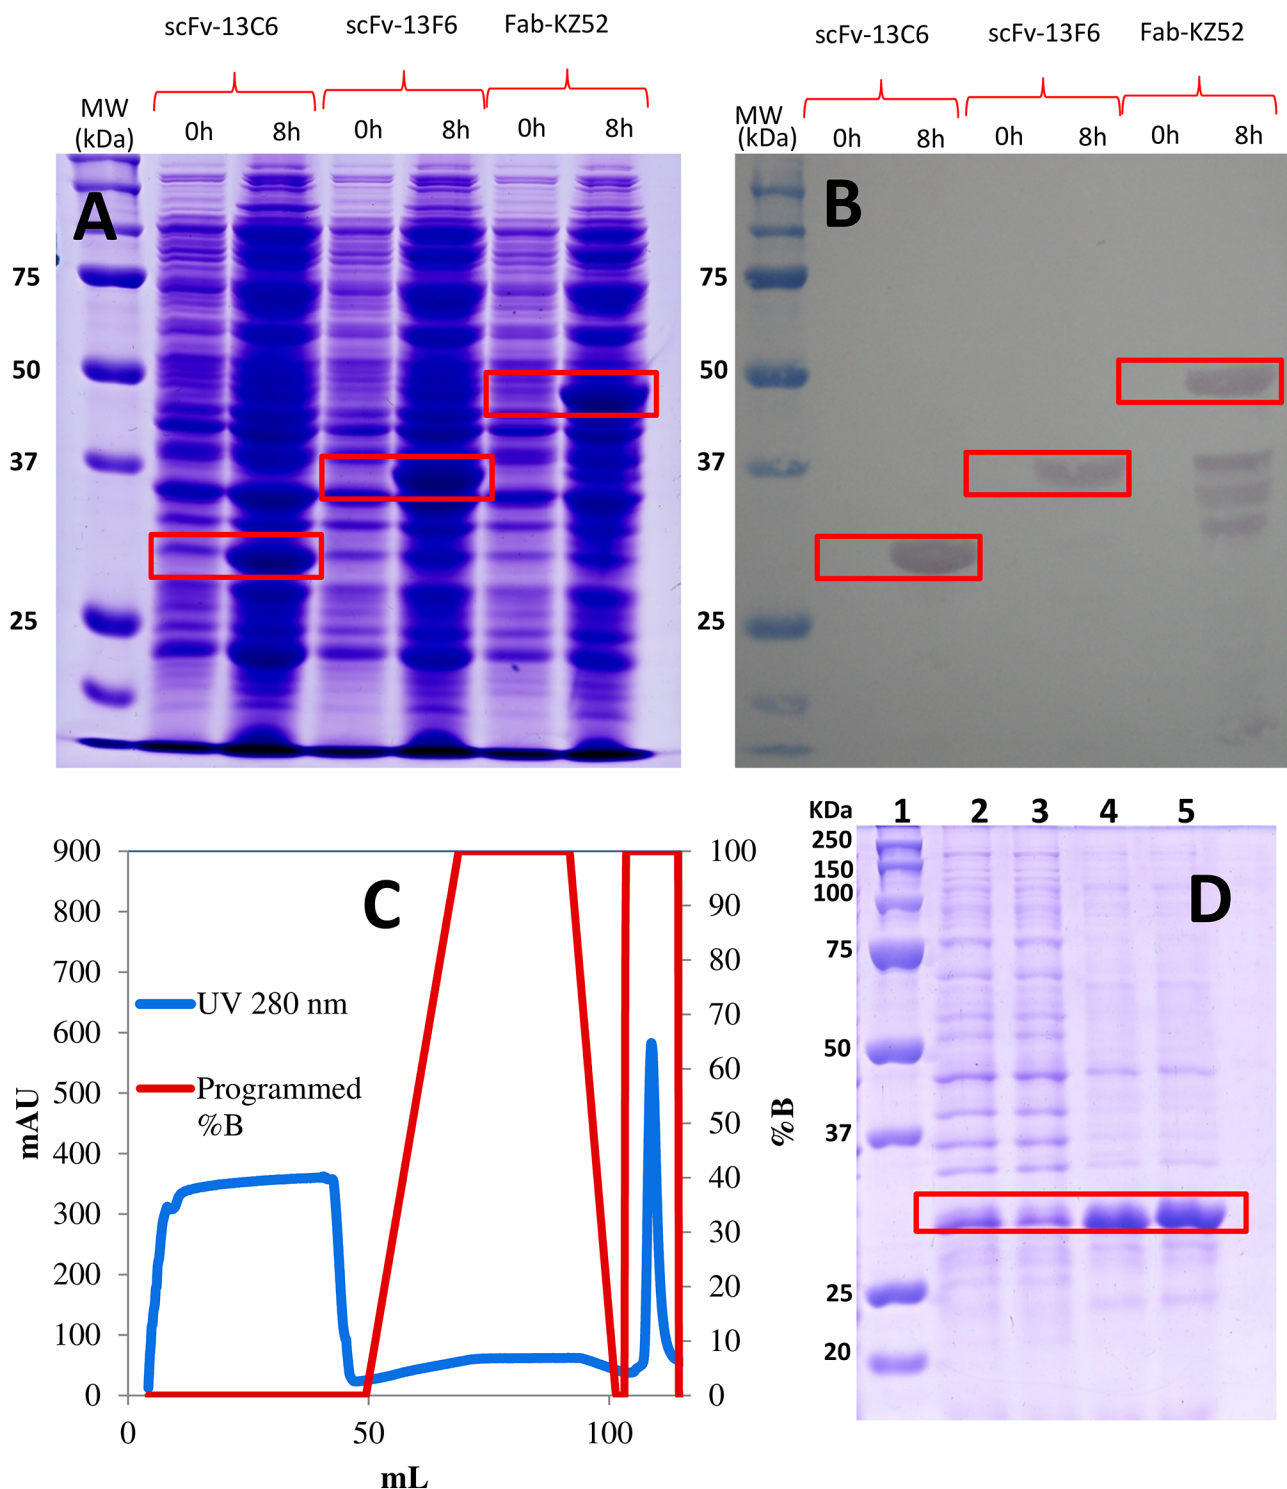 scFv-13C6 scFv-13F6 Fab-KZ52
MW
(kDa) 0h 8h 0h 8h 0h 8h
A
75
50
37
25
scFv-13C6 scFv-13F6 Fab-KZ52
MW
(kDa) 0h 8h 0h 8h 0h 8h
B
75
50
37
25
900
800
700
600
500
400
300
200
100
0
mAU
C
UV 280 nm
Programmed
%B
100
90
80
70
60
50
40
30
20
10
0
%B
0 50 100
mL
KDa 1 2 3 4 5
250
150
100
D
75
50
37
25
20